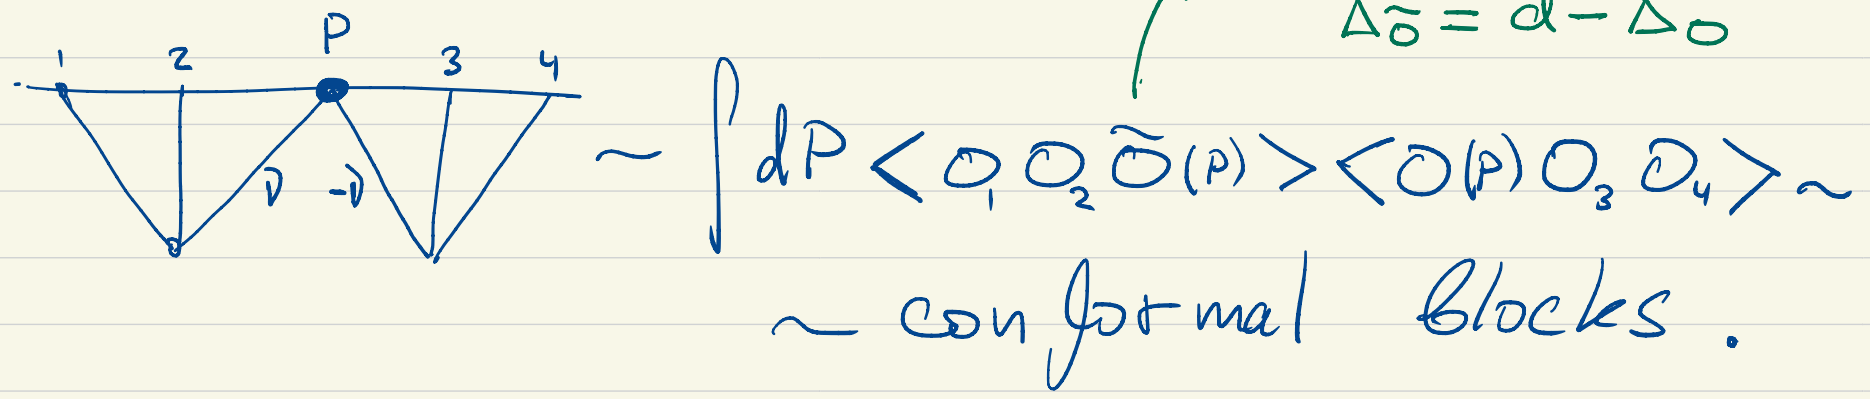 Δ_Õ = d - Δ_O
P
1 2 3 4
ν -ν
~ ∫ dP <O₁ O₂ Õ(P)> <O(P) O₃ O₄> ~
~ conformal blocks.